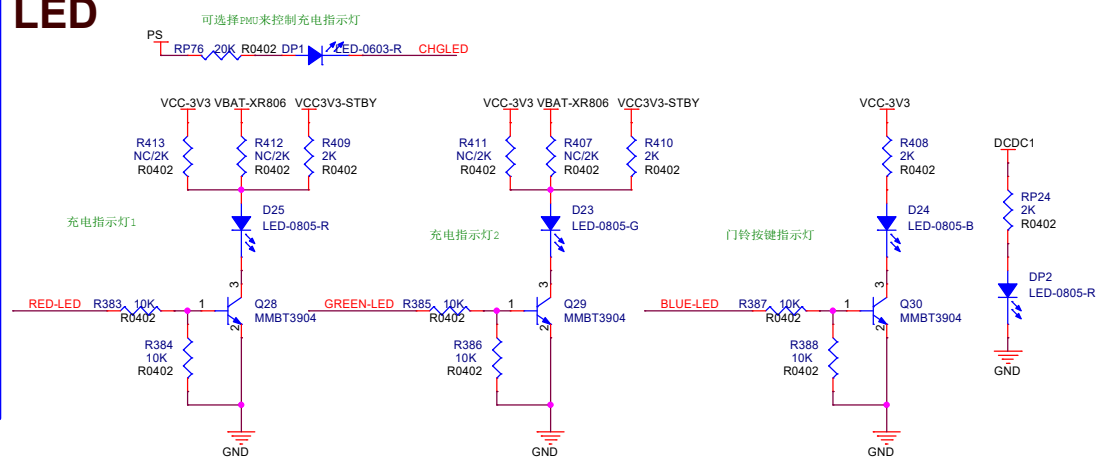 LED
可选择PMU来控制充电指示灯
PS
RP76 20K R0402 DP1 LED-0603-R CHGLED
VCC-3V3 VBAT-XR806 VCC3V3-STBY
R413
NC/2K
R0402
R412
NC/2K
R0402
R409
2K
R0402
充电指示灯1
D25
LED-0805-R
RED-LED R383 10K
R0402
1
3
2
Q28
MMBT3904
R384
10K
R0402
GND
VCC-3V3 VBAT-XR806 VCC3V3-STBY
R411
NC/2K
R0402
R407
NC/2K
R0402
R410
2K
R0402
充电指示灯2
D23
LED-0805-G
GREEN-LED R385 10K
R0402
1
3
2
Q29
MMBT3904
R386
10K
R0402
GND
VCC-3V3
R408
2K
R0402
门铃按键指示灯
D24
LED-0805-B
BLUE-LED R387 10K
R0402
1
3
2
Q30
MMBT3904
R388
10K
R0402
GND
DCDC1
RP24
2K
R0402
DP2
LED-0805-R
GND